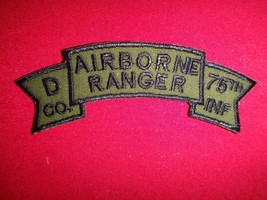 D
CO.
AIRBORNE
RANGER
75TH
INF